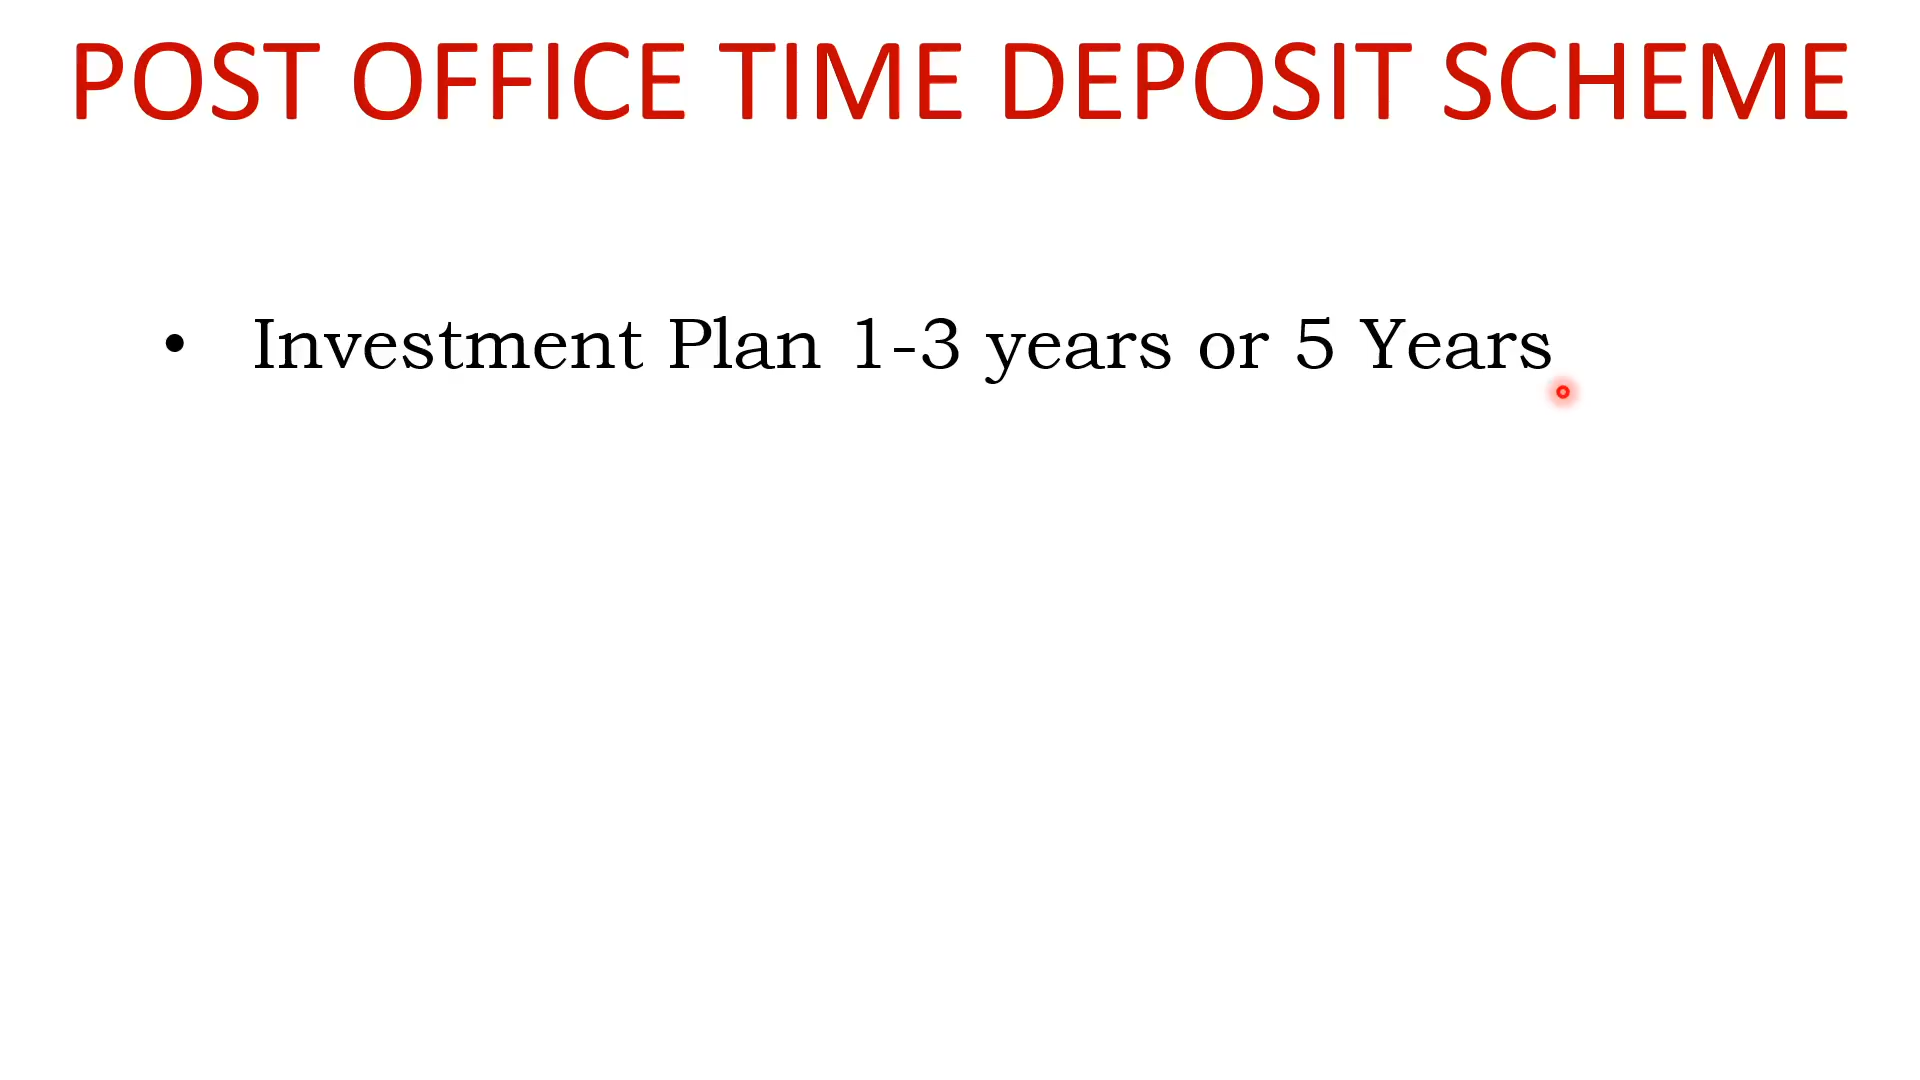 POST OFFICE TIME DEPOSIT SCHEME
• Investment Plan 1-3 years or 5 Years